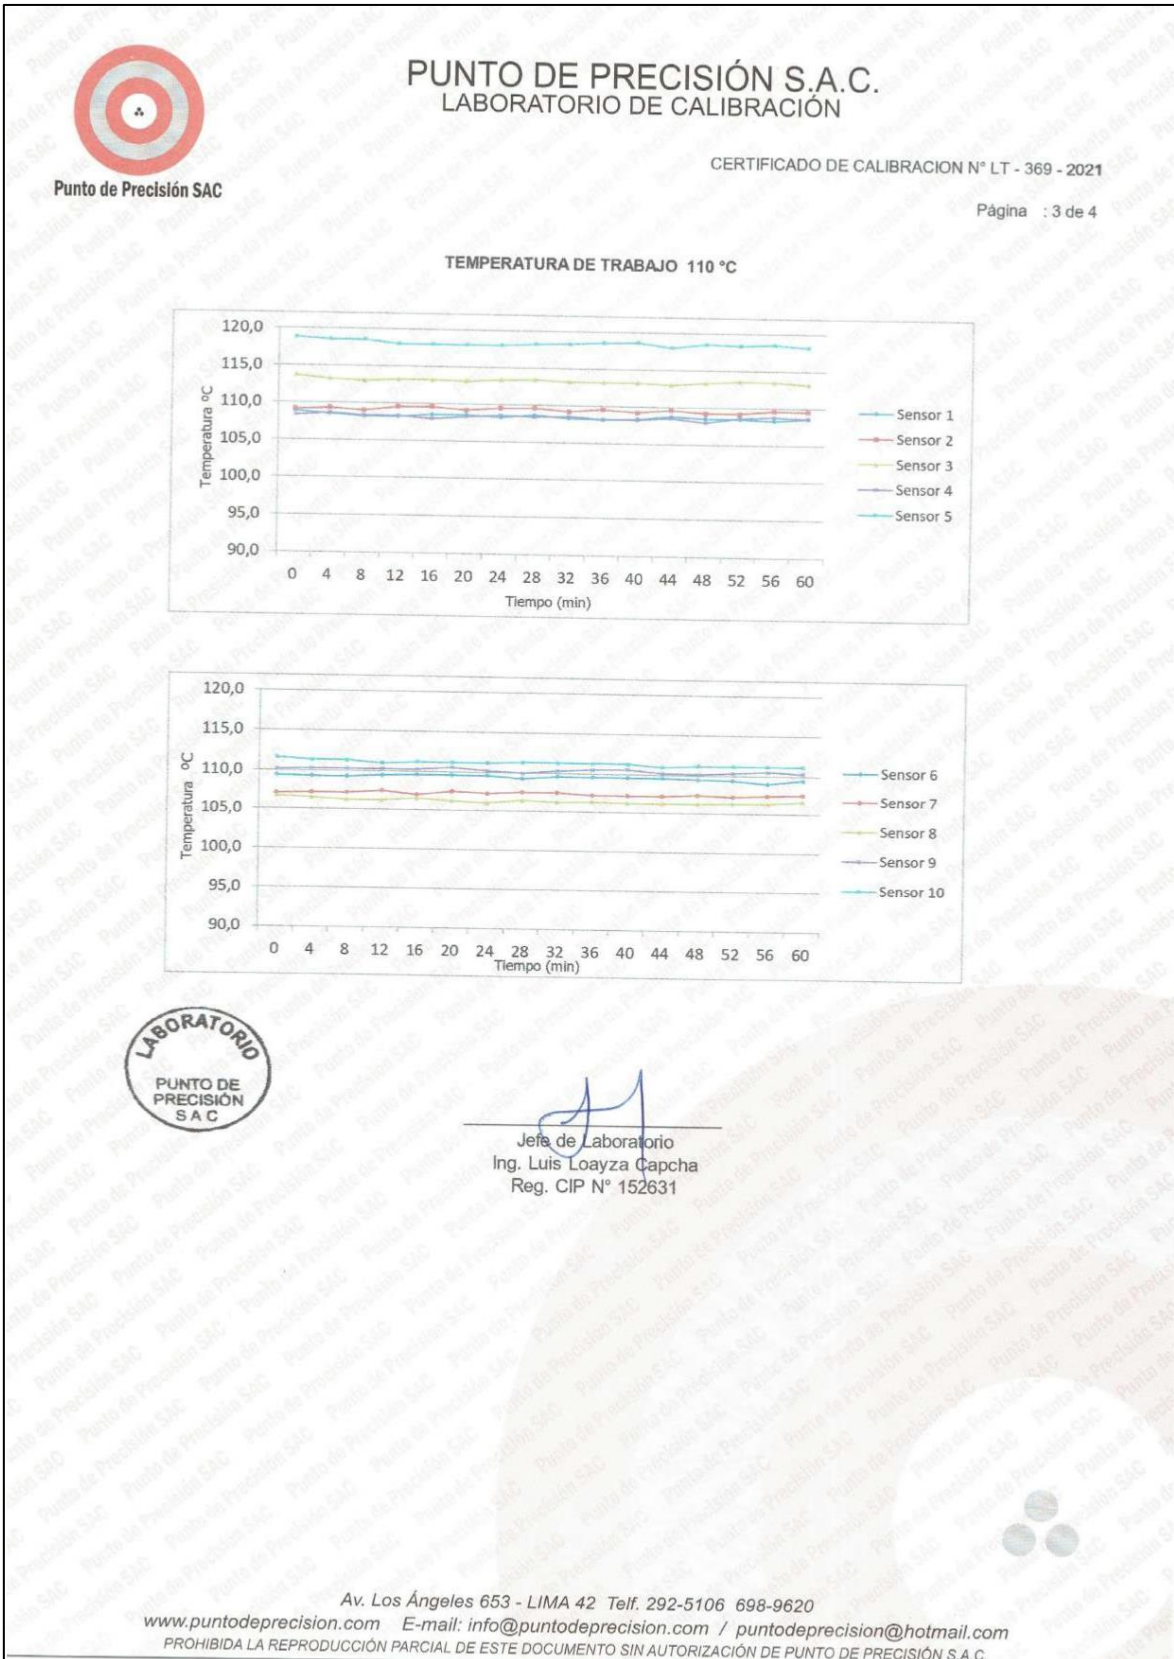 PUNTO DE PRECISIÓN S.A.C.
LABORATORIO DE CALIBRACIÓN
Punto de Precisión SAC
CERTIFICADO DE CALIBRACION N° LT - 369 - 2021
Página : 3 de 4
TEMPERATURA DE TRABAJO 110 °C
120,0
115,0
110,0
105,0
100,0
95,0
90,0
Temperatura ºC
0 4 8 12 16 20 24 28 32 36 40 44 48 52 56 60
Tiempo (min)
Sensor 1
Sensor 2
Sensor 3
Sensor 4
Sensor 5
120,0
115,0
110,0
105,0
100,0
95,0
90,0
Temperatura ºC
0 4 8 12 16 20 24 28 32 36 40 44 48 52 56 60
Tiempo (min)
Sensor 6
Sensor 7
Sensor 8
Sensor 9
Sensor 10
LABORATORIO
PUNTO DE
PRECISIÓN
S A C
Jefe de Laboratorio
Ing. Luis Loayza Capcha
Reg. CIP N° 152631
Av. Los Ángeles 653 - LIMA 42 Telf. 292-5106 698-9620
www.puntodeprecision.com E-mail: info@puntodeprecision.com / puntodeprecision@hotmail.com
PROHIBIDA LA REPRODUCCIÓN PARCIAL DE ESTE DOCUMENTO SIN AUTORIZACIÓN DE PUNTO DE PRECISIÓN S.A.C.